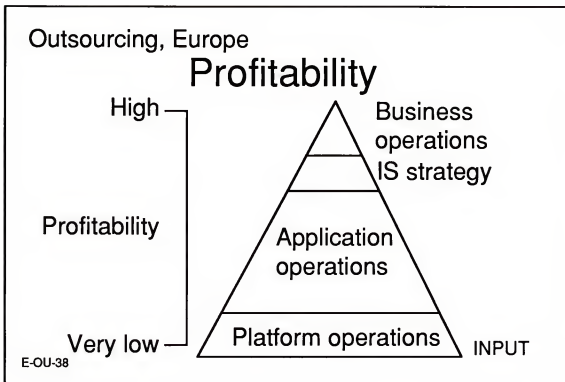 Outsourcing, Europe
Profitability
High
Business
operations
IS strategy
Profitability
Application
operations
Very low
Platform operations
INPUT
E-OU-38